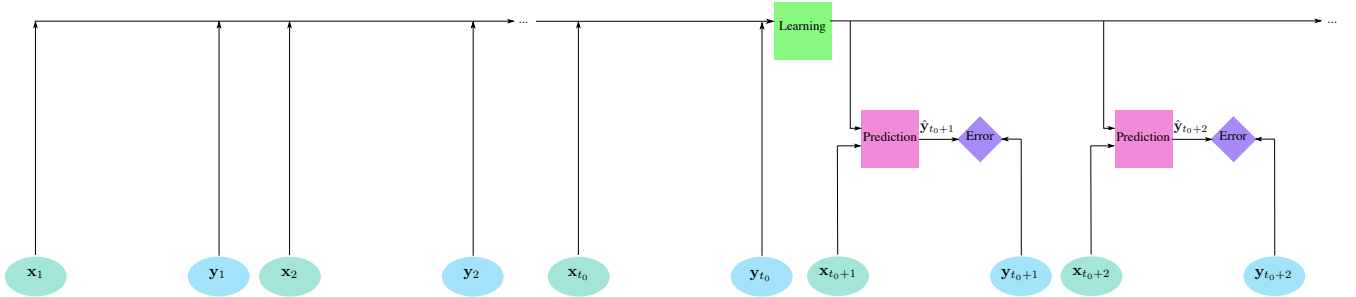 ... ...
Learning
Prediction ŷ_{t₀+1} Error Prediction ŷ_{t₀+2} Error
x₁ y₁ x₂ y₂ x_{t₀} y_{t₀} x_{t₀+1} y_{t₀+1} x_{t₀+2} y_{t₀+2}